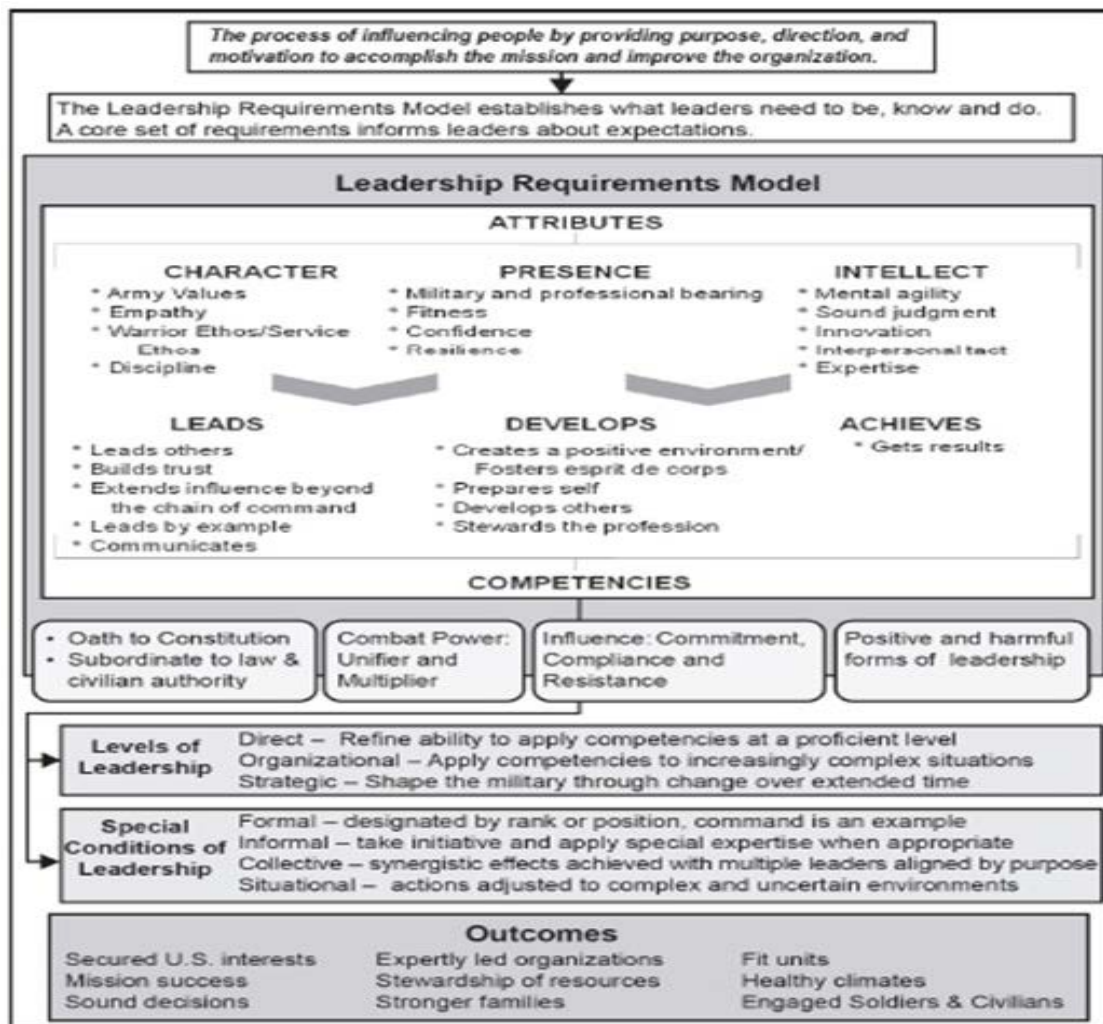 The process of influencing people by providing purpose, direction, and
motivation to accomplish the mission and improve the organization.
The Leadership Requirements Model establishes what leaders need to be, know and do.
A core set of requirements informs leaders about expectations.
Leadership Requirements Model
ATTRIBUTES
CHARACTER
* Army Values
* Empathy
* Warrior Ethos/Service
Ethos
* Discipline
PRESENCE
* Military and professional bearing
* Fitness
* Confidence
* Resilience
INTELLECT
* Mental agility
* Sound judgment
* Innovation
* Interpersonal tact
* Expertise
LEADS
* Leads others
* Builds trust
* Extends influence beyond
the chain of command
* Leads by example
* Communicates
DEVELOPS
* Creates a positive environment/
Fosters esprit de corps
* Prepares self
* Develops others
* Stewards the profession
ACHIEVES
* Gets results
COMPETENCIES
• Oath to Constitution
• Subordinate to law &
civilian authority
Combat Power:
Unifier and
Multiplier
Influence: Commitment,
Compliance and
Resistance
Positive and harmful
forms of leadership
Levels of
Leadership
Direct – Refine ability to apply competencies at a proficient level
Organizational – Apply competencies to increasingly complex situations
Strategic – Shape the military through change over extended time
Special
Conditions of
Leadership
Formal – designated by rank or position, command is an example
Informal – take initiative and apply special expertise when appropriate
Collective – synergistic effects achieved with multiple leaders aligned by purpose
Situational – actions adjusted to complex and uncertain environments
Outcomes
Secured U.S. interests
Mission success
Sound decisions
Expertly led organizations
Stewardship of resources
Stronger families
Fit units
Healthy climates
Engaged Soldiers & Civilians